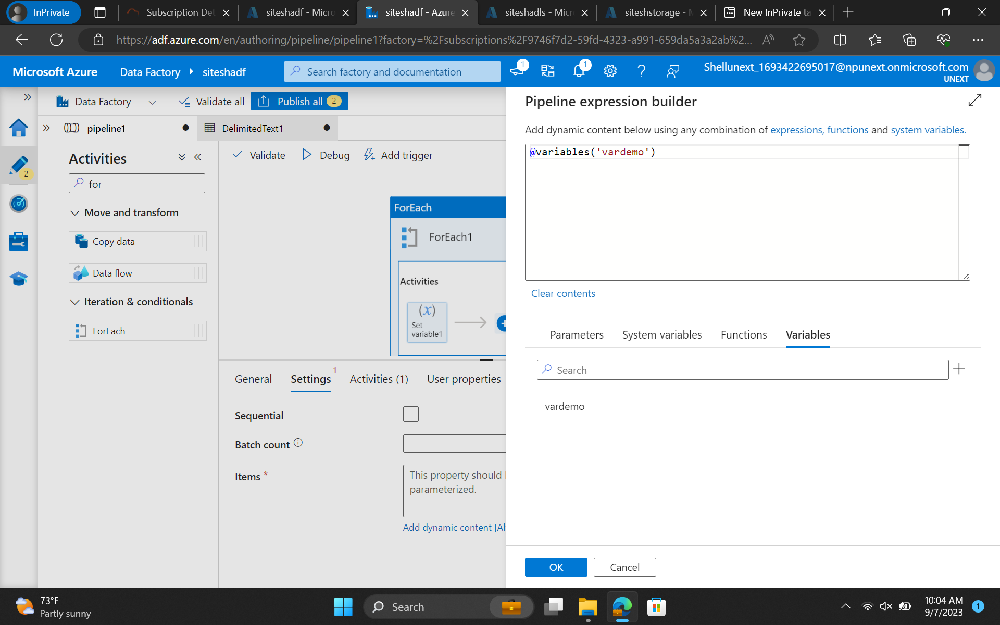 InPrivate
Subscription Det
siteshadf - Micro
siteshadf - Azure
siteshadls - Micr
siteshstorage - M
New InPrivate ta
https://adf.azure.com/en/authoring/pipeline/pipeline1?factory=%2Fsubscriptions%2F9746f7d2-59fd-4323-a991-659da5a3a2ab%2...
Microsoft Azure
Data Factory
siteshadf
Search factory and documentation
1
1
Shellunext_1693422695017@npunext.onmicrosoft.com
UNEXT
Data Factory
Validate all
Publish all 2
pipeline1
DelimitedText1
2
Activities
for
Move and transform
Copy data
Data flow
Iteration & conditionals
ForEach
Validate
Debug
Add trigger
ForEach
ForEach1
Activities
(x)
Set
variable1
General
Settings 1
Activities (1)
User properties
Sequential
Batch count
Items *
This property should
parameterized.
Add dynamic content [Al
Pipeline expression builder
Add dynamic content below using any combination of expressions, functions and system variables.
@variables('vardemo')
Clear contents
Parameters
System variables
Functions
Variables
Search
vardemo
OK
Cancel
73°F
Partly sunny
Search
10:04 AM
9/7/2023
1